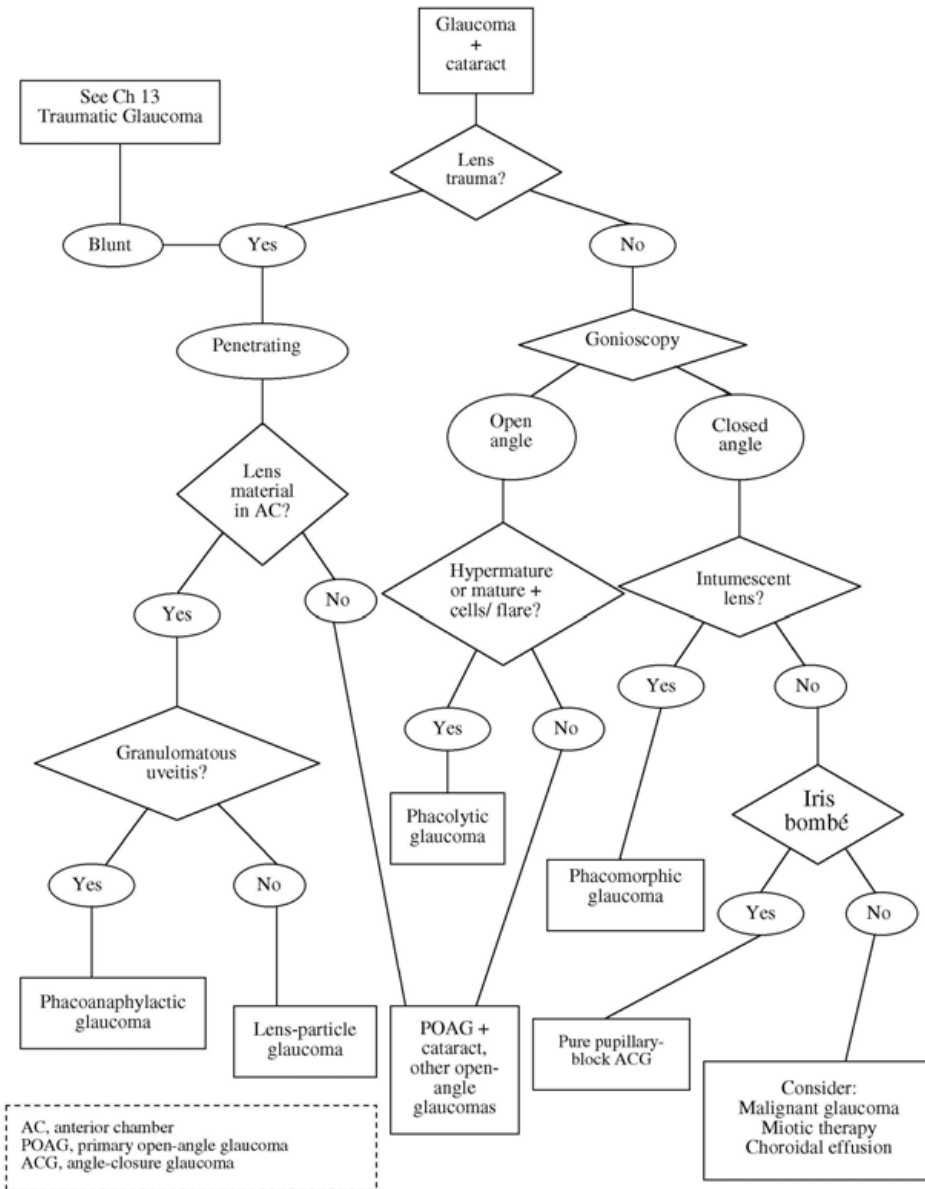 Glaucoma
+
cataract
See Ch 13
Traumatic Glaucoma
Lens
trauma?
Blunt
Yes
No
Penetrating
Gonioscopy
Open
angle
Closed
angle
Lens
material
in AC?
Hypermature
or mature +
cells/ flare?
Intumescent
lens?
Yes
No
Yes
No
Yes
No
Granulomatous
uveitis?
Phacolytic
glaucoma
Iris
bombé
Phacomorphic
glaucoma
Yes
No
Yes
No
Phacoanaphylactic
glaucoma
Lens-particle
glaucoma
POAG +
cataract,
other open-
angle
glaucomas
Pure pupillary-
block ACG
Consider:
Malignant glaucoma
Miotic therapy
Choroidal effusion
AC, anterior chamber
POAG, primary open-angle glaucoma
ACG, angle-closure glaucoma